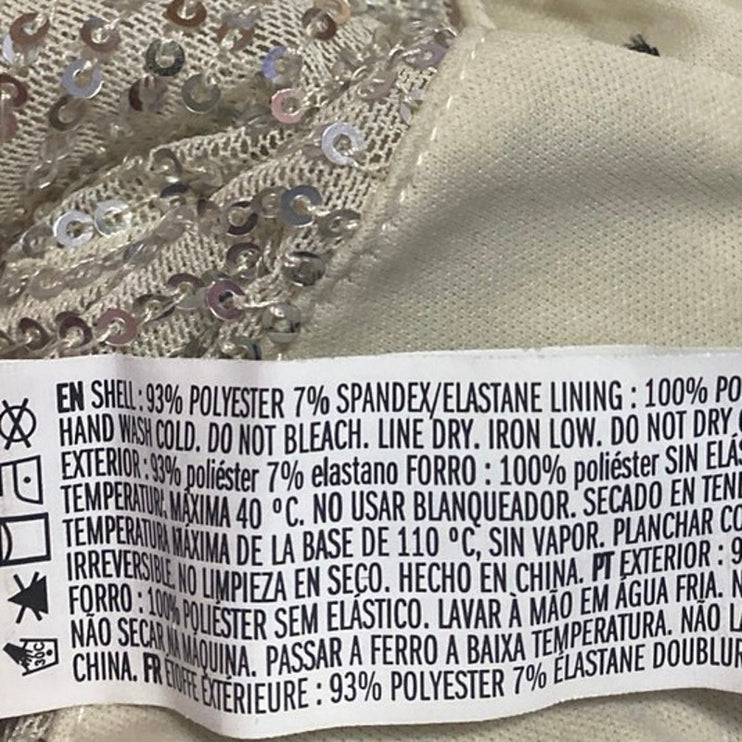 EN SHELL : 93% POLYESTER 7% SPANDEX/ELASTANE LINING : 100% PO
HAND WASH COLD. DO NOT BLEACH. LINE DRY. IRON LOW. DO NOT DRY
EXTERIOR : 93% poliéster 7% elastano FORRO : 100% poliéster SIN ELÁS
TEMPERATURA MÁXIMA 40 °C. NO USAR BLANQUEADOR. SECADO EN TEN
TEMPERATURA MÁXIMA DE LA BASE DE 110 °C, SIN VAPOR. PLANCHAR CO
IRREVERSIBLE. NO LIMPIEZA EN SECO. HECHO EN CHINA. PT EXTERIOR : 9
FORRO : 100% POLIÉSTER SEM ELÁSTICO. LAVAR À MÃO EM ÁGUA FRIA. N
NÃO SECAR NA MÁQUINA. PASSAR A FERRO A BAIXA TEMPERATURA. NÃO LA
CHINA. FR ÉTOFFE EXTÉRIEURE : 93% POLYESTER 7% ÉLASTANE DOUBLUR
30C